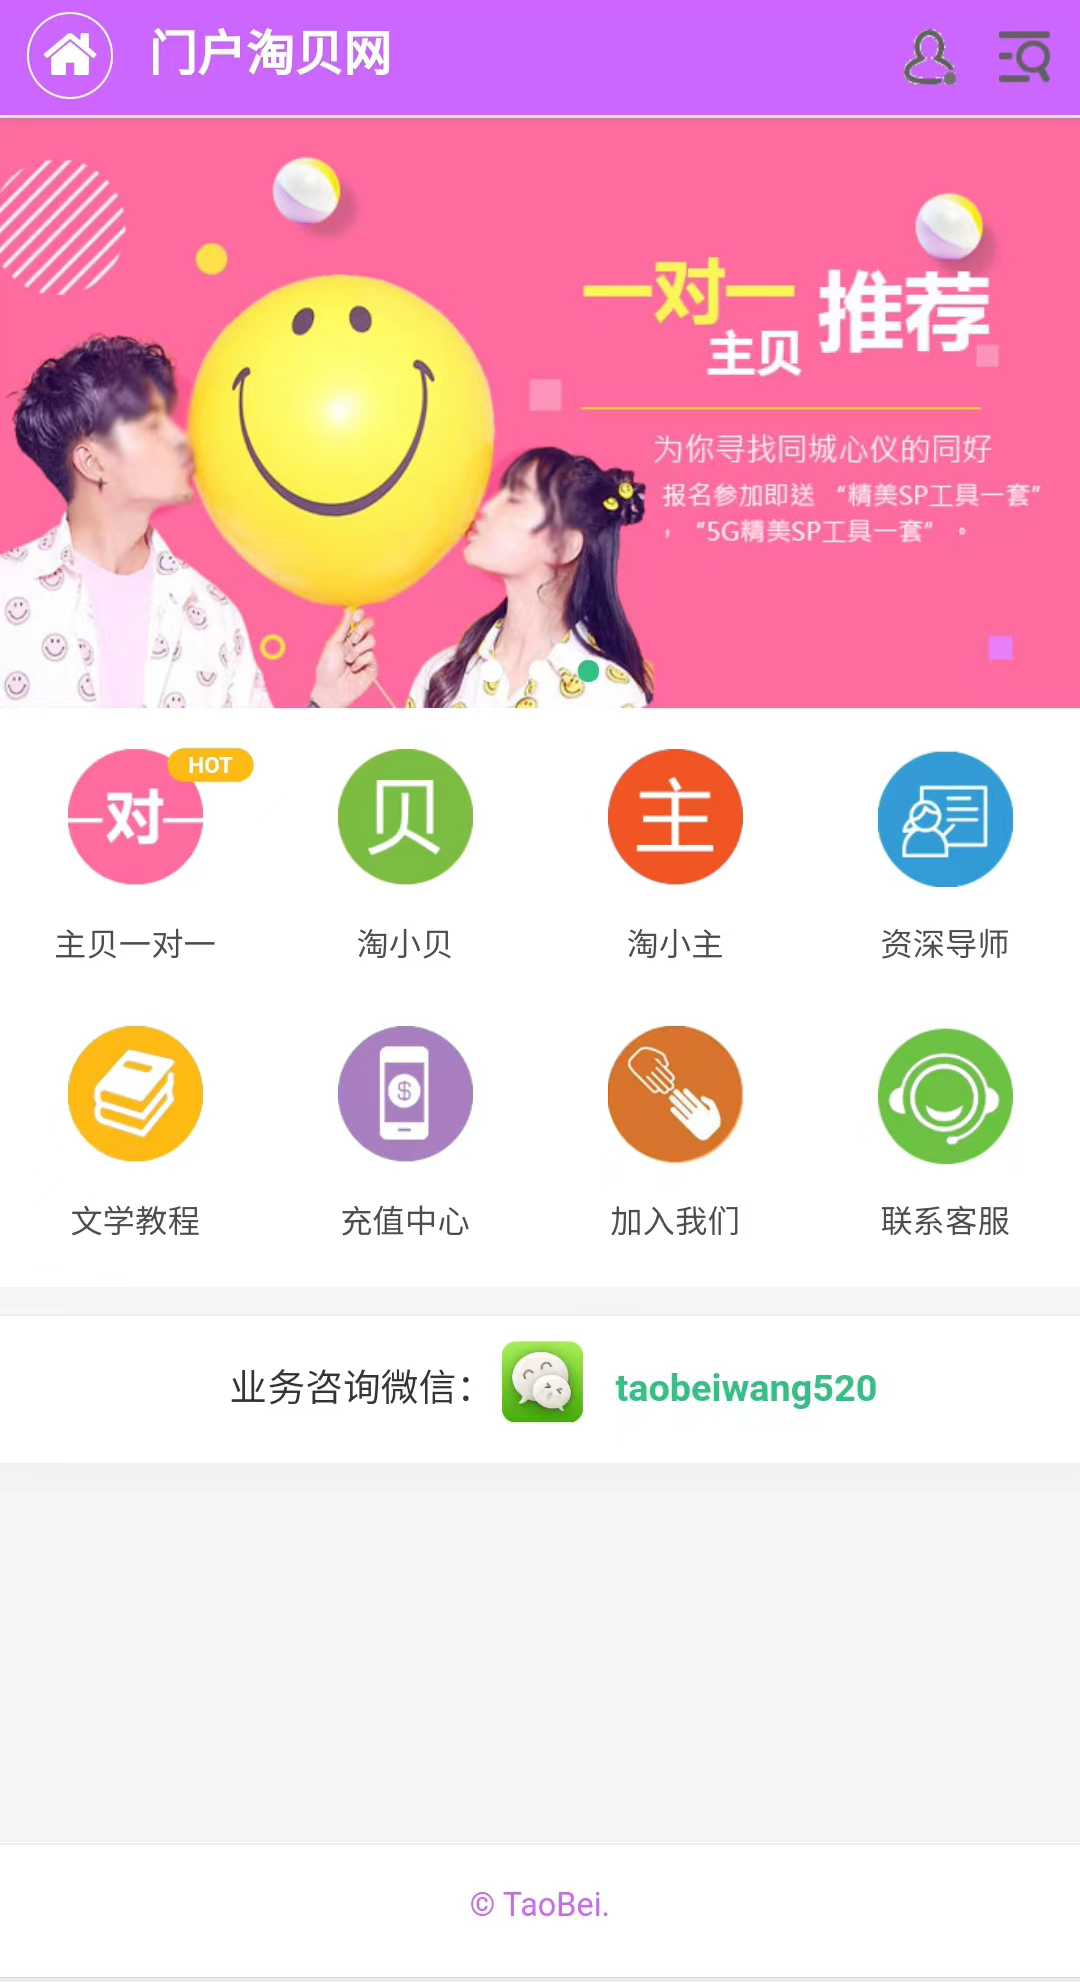 门户淘贝网
一对一
主贝 推荐
为你寻找同城心仪的同好
报名参加即送 “精美SP工具一套”
，“5G精美SP工具一套” 。
一对一
HOT
贝
主
主贝一对一
淘小贝
淘小主
资深导师
$
文学教程
充值中心
加入我们
联系客服
业务咨询微信：
taobeiwang520
© TaoBei.